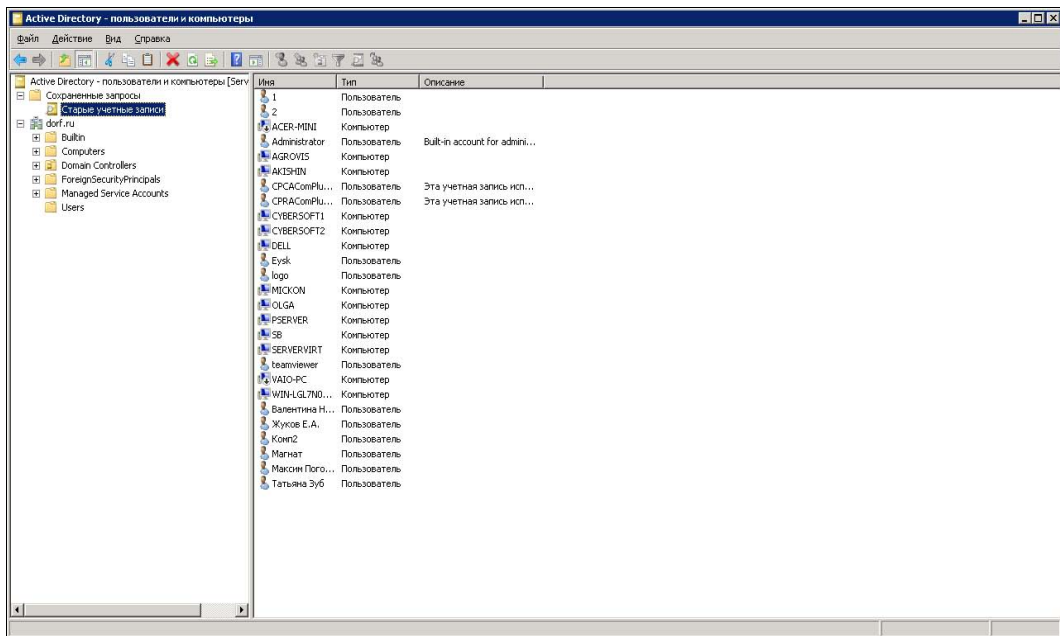 Active Directory - пользователи и компьютеры
Файл Действие Вид Справка
Active Directory - пользователи и компьютеры [Serv
Сохраненные запросы
Старые учетные записи
dorf.ru
Builtin
Computers
Domain Controllers
ForeignSecurityPrincipals
Managed Service Accounts
Users
Имя Тип Описание
1 Пользователь
2 Пользователь
ACER-MINI Компьютер
Administrator Пользователь Built-in account for admini...
AGROVIS Компьютер
AKISHIN Компьютер
CPCAComPlu... Пользователь Эта учетная запись исп...
CPRAComPlu... Пользователь Эта учетная запись исп...
CYBERSOFT1 Компьютер
CYBERSOFT2 Компьютер
DELL Компьютер
Eysk Пользователь
logo Пользователь
MICKON Компьютер
OLGA Компьютер
PSERVER Компьютер
SB Компьютер
SERVERVIRT Компьютер
teamviewer Пользователь
VAIO-PC Компьютер
WIN-LGL7N0... Компьютер
Валентина Н... Пользователь
Жуков Е.А. Пользователь
Комп2 Пользователь
Магнат Пользователь
Максим Пого... Пользователь
Татьяна Зуб Пользователь